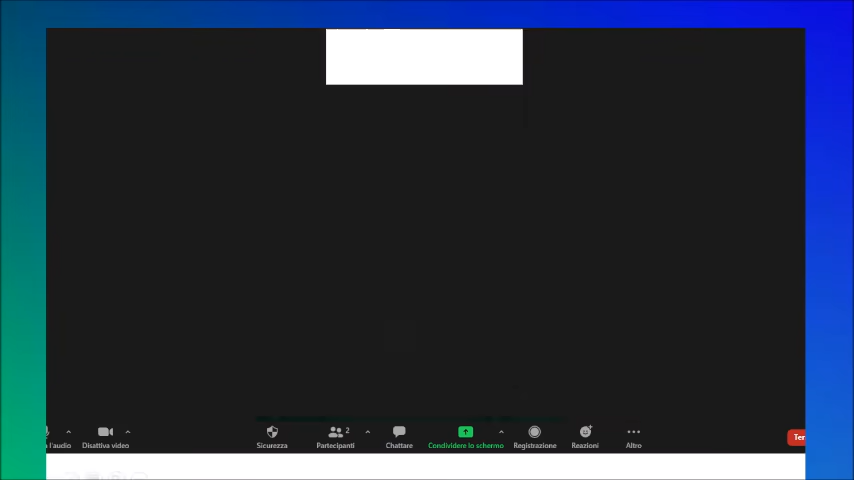 l'audio
Disattiva video
Sicurezza
Partecipanti
2
Chattare
Condividere lo schermo
Registrazione
Reazioni
Altro
Ter